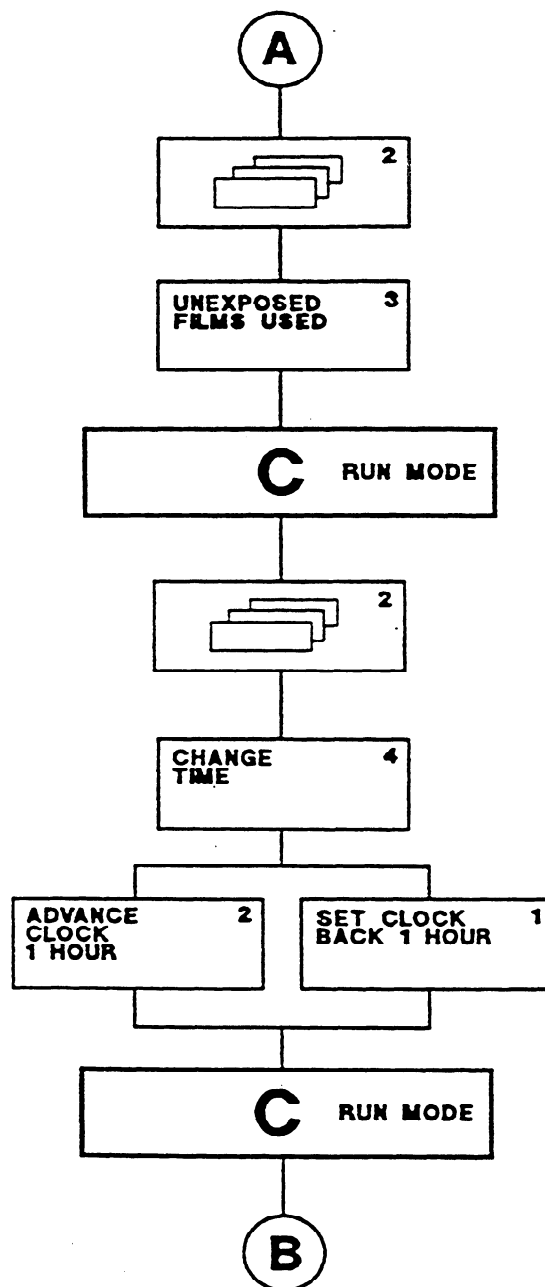 A
2
UNEXPOSED 3
FILMS USED
C RUN MODE
2
CHANGE 4
TIME
ADVANCE 2
CLOCK
1 HOUR
SET CLOCK 1
BACK 1 HOUR
C RUN MODE
B